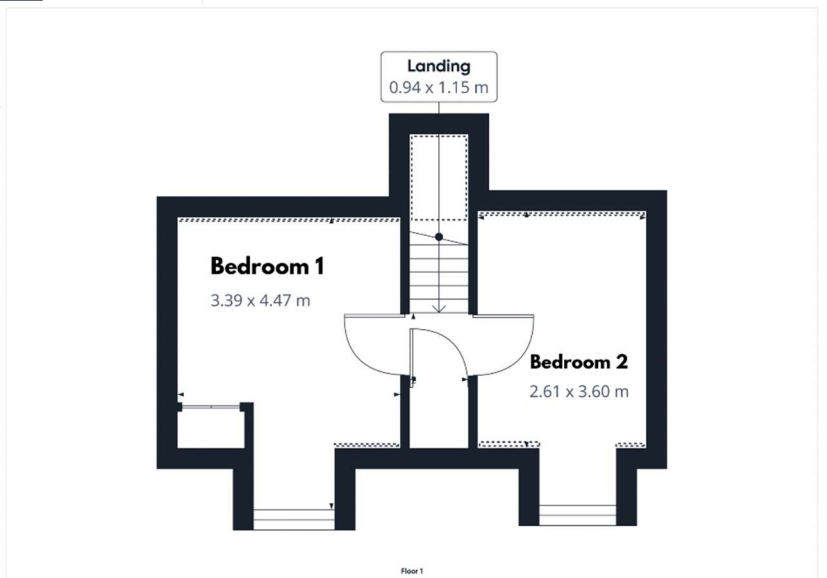 Landing
0.94 x 1.15 m
Bedroom 1
3.39 x 4.47 m
Bedroom 2
2.61 x 3.60 m
Floor 1